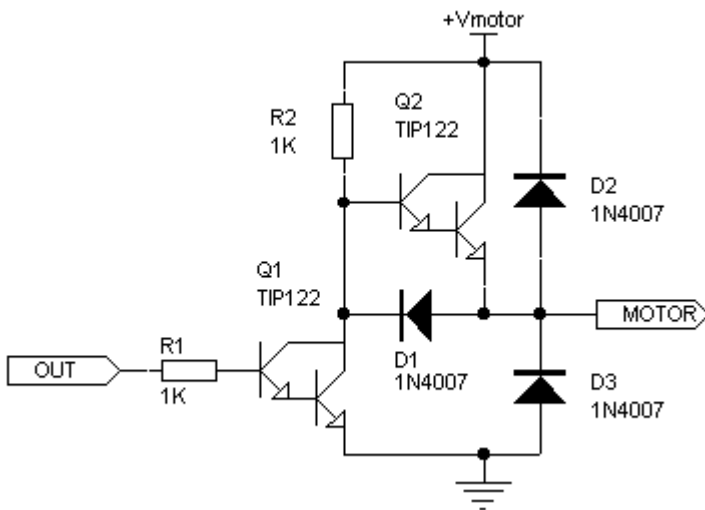 +Vmotor
R2
1K
Q2
TIP122
D2
1N4007
Q1
TIP122
MOTOR
OUT
R1
1K
D1
1N4007
D3
1N4007